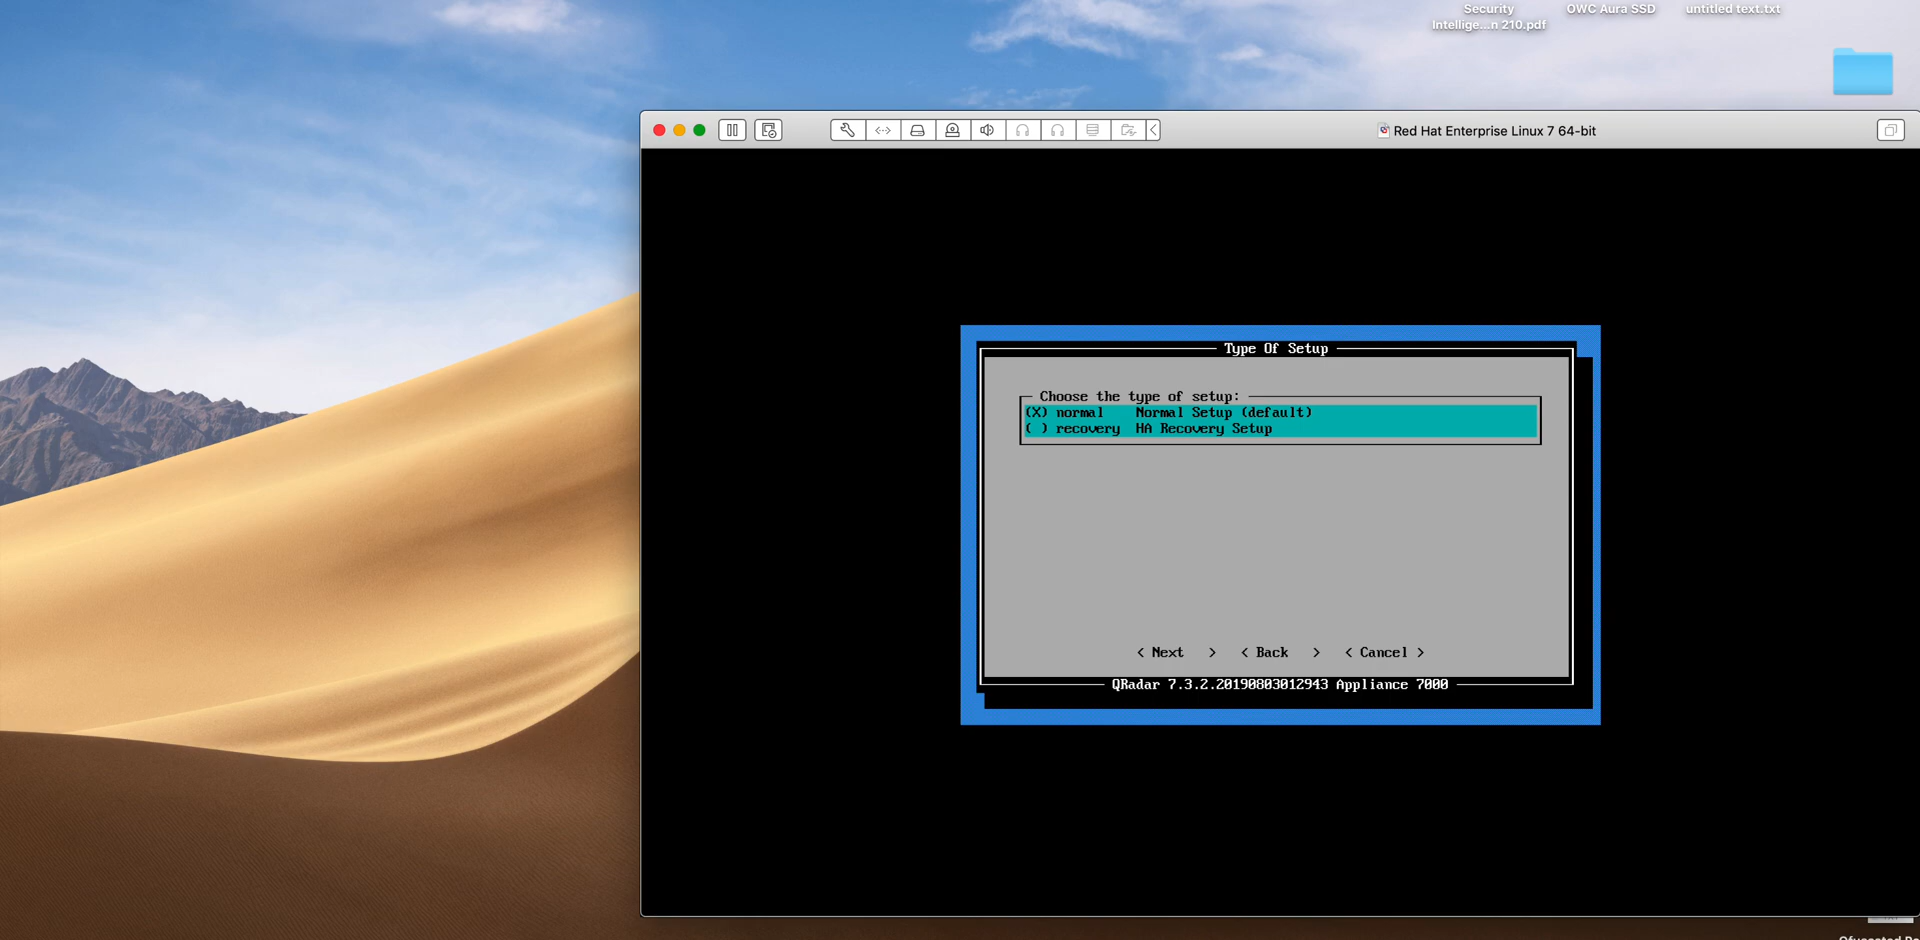 Security
Intellige...n 210.pdf
OWC Aura SSD
untitled text.txt
Red Hat Enterprise Linux 7 64-bit
Type Of Setup
Choose the type of setup:
(X) normal Normal Setup (default)
( ) recovery HA Recovery Setup
< Next > < Back > < Cancel >
QRadar 7.3.2.20190803012943 Appliance 7000